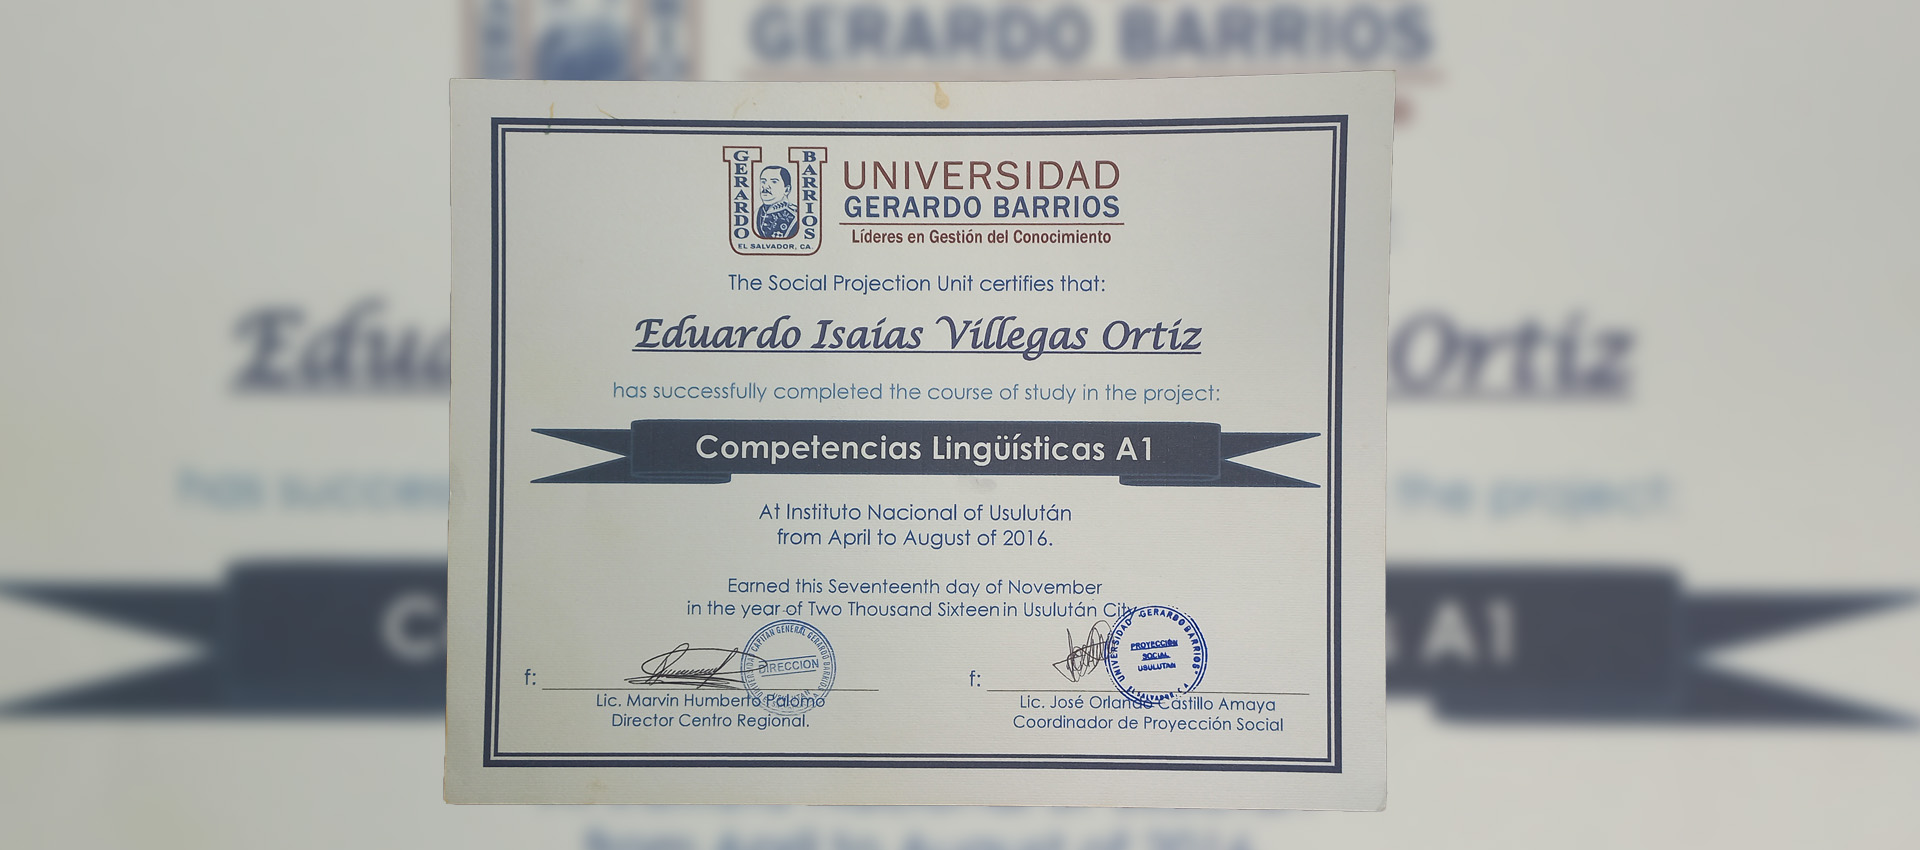 GERARDO BARRIOS
EL SALVADOR, CA.
UNIVERSIDAD
GERARDO BARRIOS
Líderes en Gestión del Conocimiento
The Social Projection Unit certifies that:
Eduardo Isaías Villegas Ortiz
has successfully completed the course of study in the project:
Competencias Lingüísticas A1
At Instituto Nacional of Usulután
from April to August of 2016.
Earned this Seventeenth day of November
in the year of Two Thousand Sixteen in Usulután City
UNIVERSIDAD CAPITAN GENERAL GERARDO BARRIOS
DIRECCION
USULUTAN
UNIVERSIDAD GERARDO BARRIOS
PROYECCIÓN
SOCIAL
USULUTAN
EL SALVADOR, C.A.
f:
Lic. Marvin Humberto Palomo
Director Centro Regional.
f:
Lic. José Orlando Castillo Amaya
Coordinador de Proyección Social